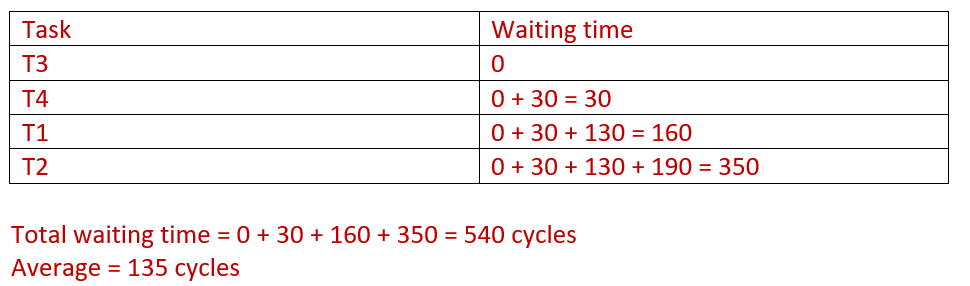 Task Waiting time
T3 0
T4 0 + 30 = 30
T1 0 + 30 + 130 = 160
T2 0 + 30 + 130 + 190 = 350
Total waiting time = 0 + 30 + 160 + 350 = 540 cycles
Average = 135 cycles